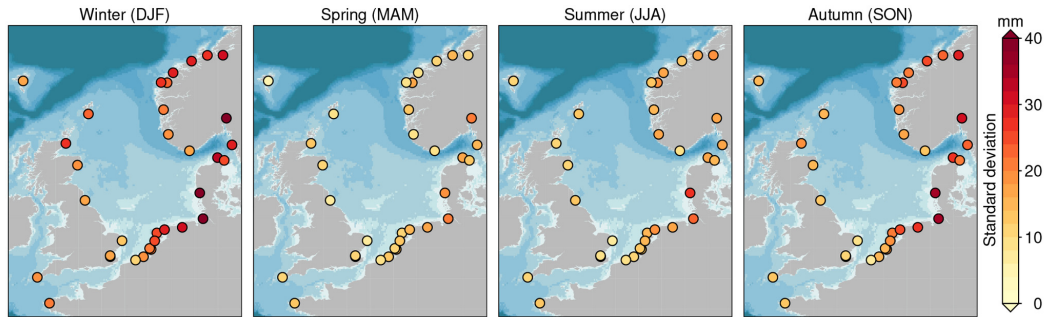 Winter (DJF)
Spring (MAM)
Summer (JJA)
Autumn (SON)
mm
40
30
20
10
0
Standard deviation